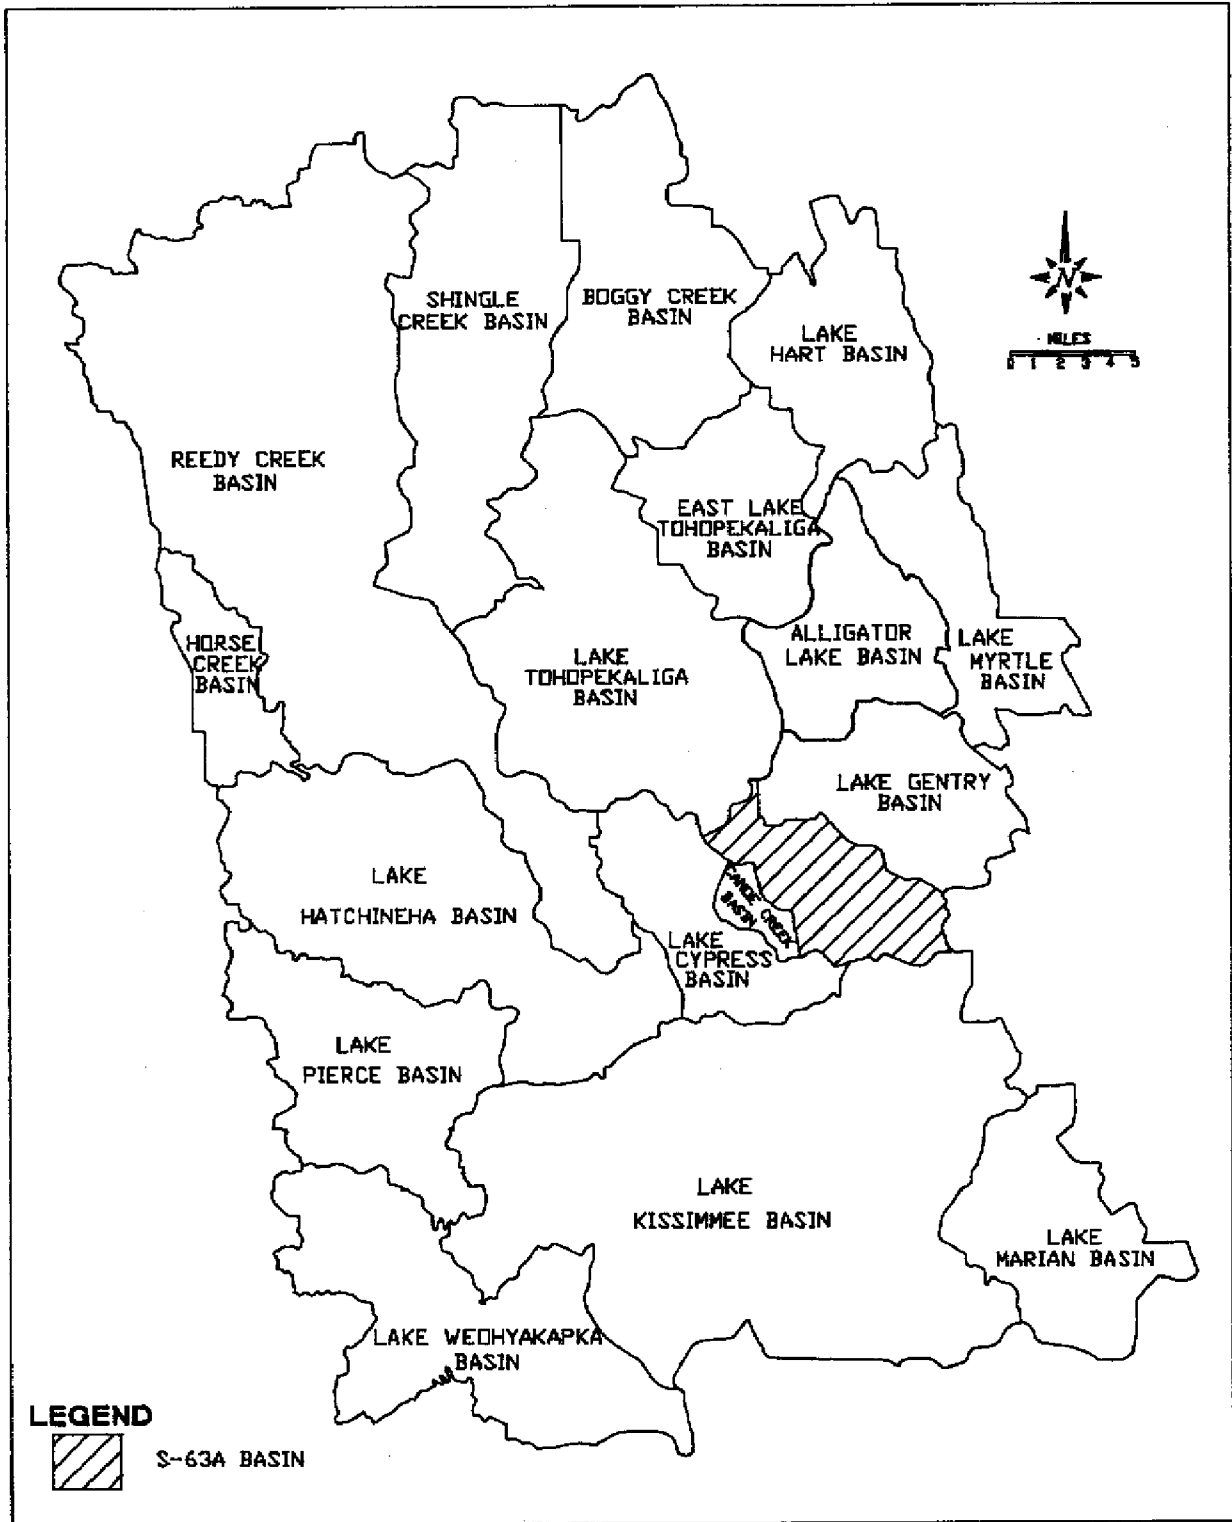 SHINGLE
CREEK BASIN
BOGGY CREEK
BASIN
LAKE
HART BASIN
N
MILES
0 1 2 3 4 5
REEDY CREEK
BASIN
EAST LAKE
TOHOPEKALIGA
BASIN
HORSE
CREEK
BASIN
LAKE
TOHOPEKALIGA
BASIN
ALLIGATOR
LAKE BASIN
LAKE
MYRTLE
BASIN
LAKE GENTRY
BASIN
LAKE
HATCHINEHA BASIN
CANOE CREEK
BASIN
LAKE
CYPRESS
BASIN
LAKE
PIERCE BASIN
LAKE
KISSIMMEE BASIN
LAKE
MARIAN BASIN
LAKE WEOHYAKAPKA
BASIN
LEGEND
S-63A BASIN